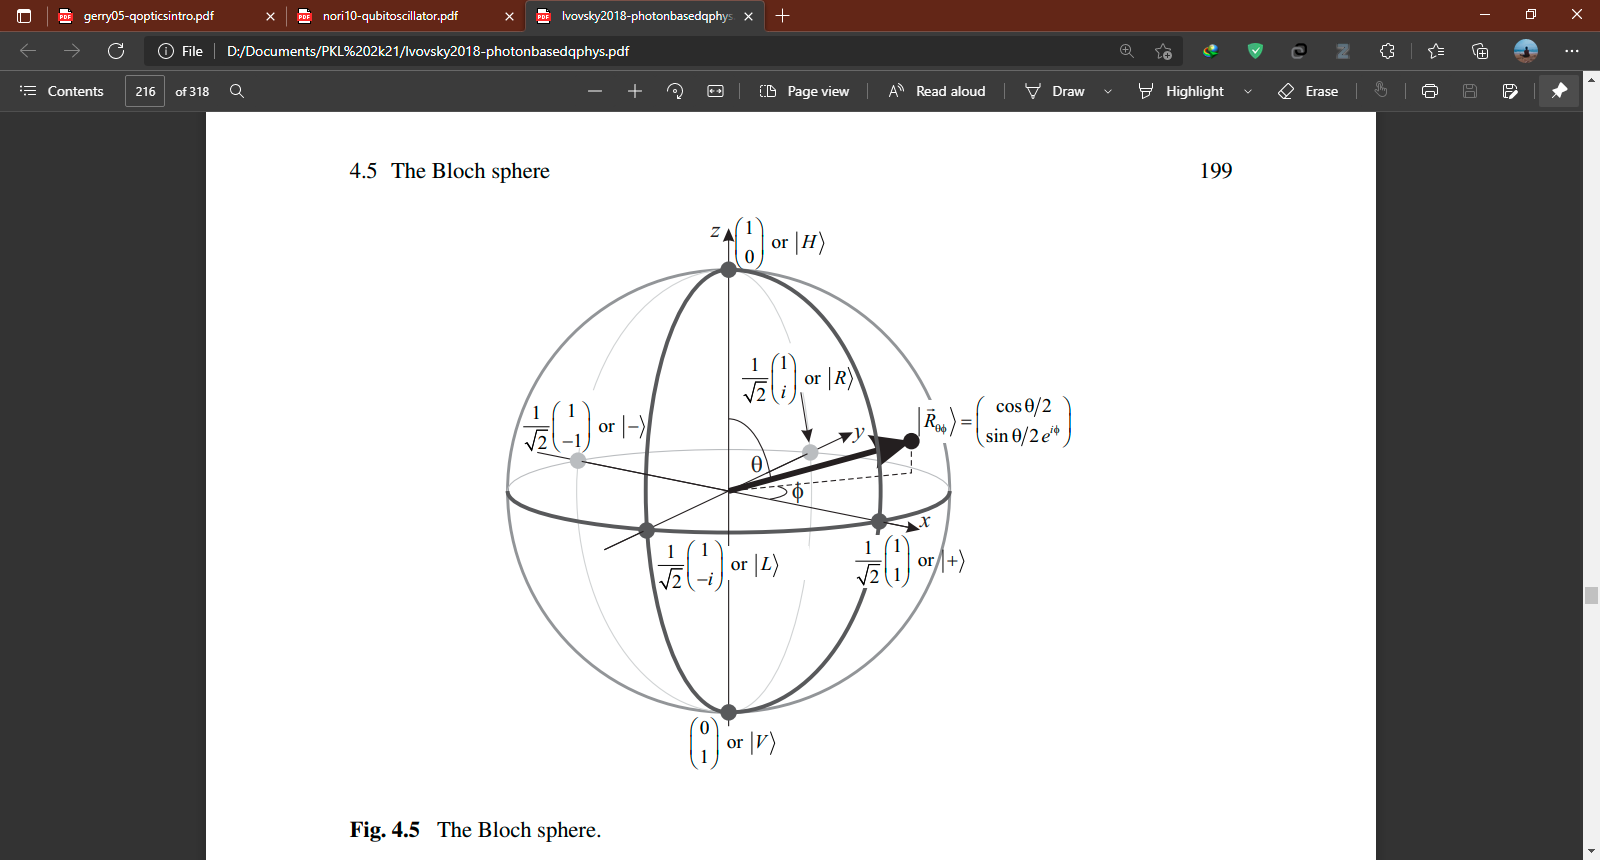 gerry05-qopticsintro.pdf
nori10-qubitoscillator.pdf
lvovsky2018-photonbasedqphys
File
D:/Documents/PKL%202k21/lvovsky2018-photonbasedqphys.pdf
Contents
216 of 318
Page view
Read aloud
Draw
Highlight
Erase
4.5 The Bloch sphere
199
z (1 0) or |H⟩
1/√2 (1 i) or |R⟩
1/√2 (1 −1) or |−⟩
y
|R⃗θϕ⟩ = (cosθ/2 sinθ/2 e^iϕ)
θ
ϕ
x
1/√2 (1 −i) or |L⟩
1/√2 (1 1) or |+⟩
(0 1) or |V⟩
Fig. 4.5 The Bloch sphere.